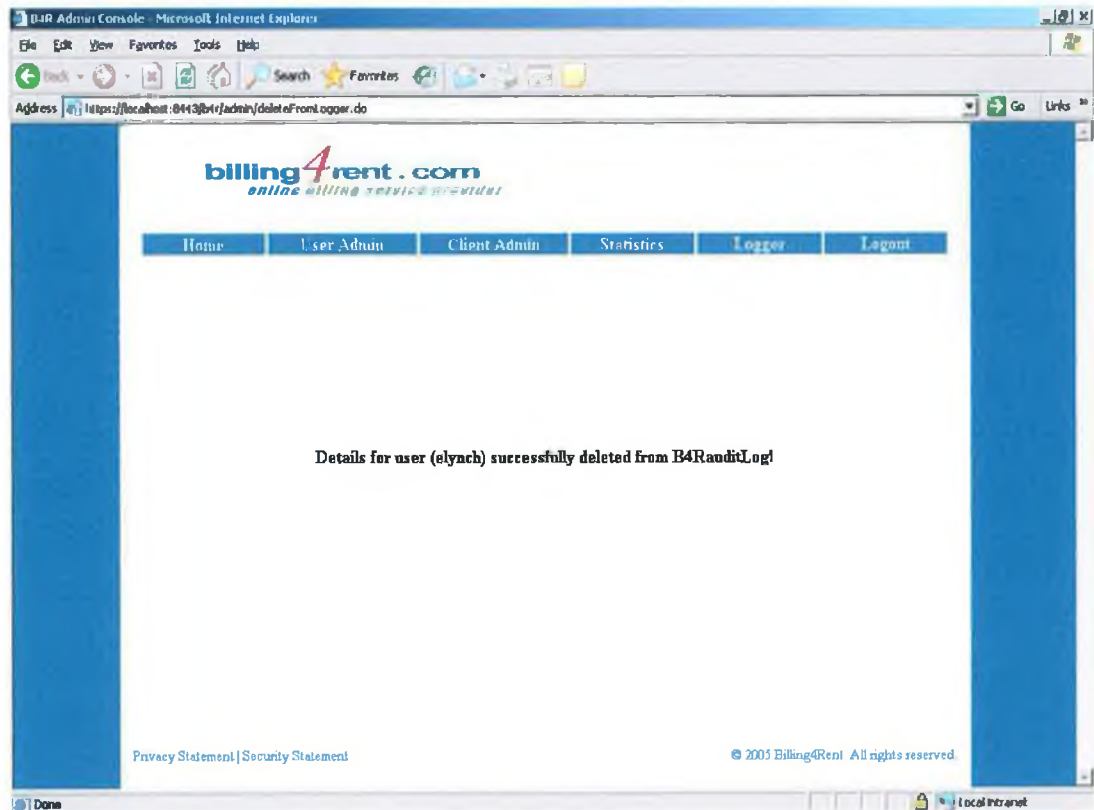 B4R Admin Console - Microsoft Internet Explorer
File Edit View Favorites Tools Help
Back Search Favorites
Address https://localhost:8443/b4r/admin/deleteFromLogger.do Go Links »
billing4rent.com
online billing service provider
Home User Admin Client Admin Statistics Logger Logout
Details for user (elynch) successfully deleted from B4RauditLog!
Privacy Statement | Security Statement © 2005 Billing4Rent All rights reserved.
Done Local intranet